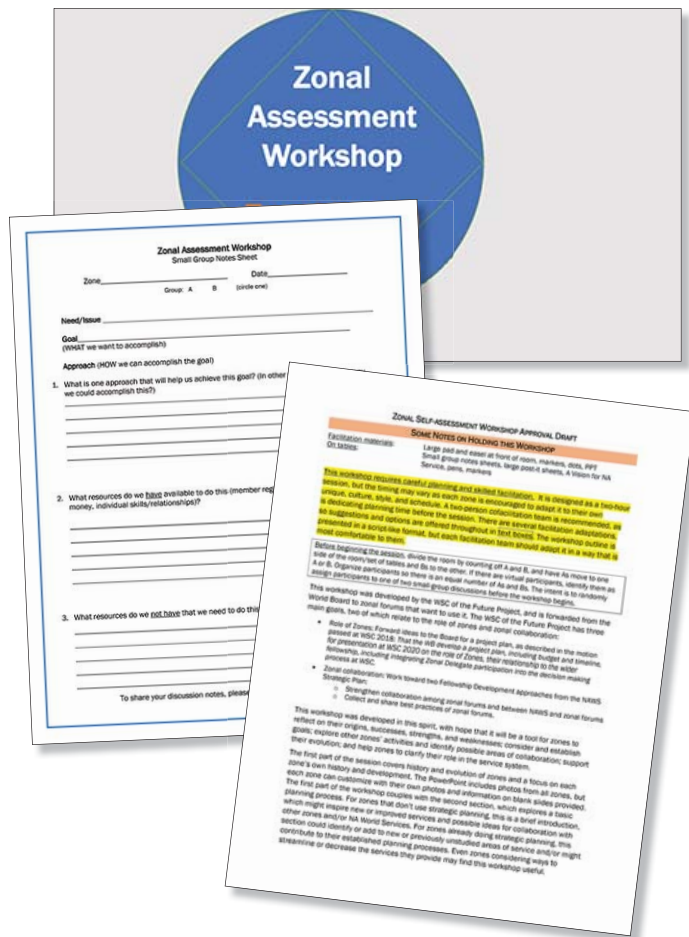 Zonal
Assessment
Workshop
Zonal Assessment Workshop
Small Group Notes Sheet
Zone Date
Group: A B (circle one)
Need/Issue
Goal
(WHAT we want to accomplish)
Approach (HOW we can accomplish the goal)
1. What is one approach that will help us achieve this goal? (In other
we could accomplish this?)
2. What resources do we have available to do this (member reg
money, individual skills/relationships)?
3. What resources do we not have that we need to do this
To share your discussion notes, pleas
ZONAL SELF-ASSESSMENT WORKSHOP APPROVAL DRAFT
SOME NOTES ON HOLDING THIS WORKSHOP
Facilitation materials: Large pad and easel at front of room, markers, dots, PPT
On tables: Small group notes sheets, large post-it sheets, A Vision for NA
Service, pens, markers
This workshop requires careful planning and skilled facilitation. It is designed as a two-hour
session, but the timing may vary as each zone is encouraged to adapt it to their own
unique, culture, style, and schedule. A two-person cofacilitation team is recommended, as
is dedicating planning time before the session. There are several facilitation adaptations,
so suggestions and options are offered throughout in text boxes. The workshop outline is
presented in a script-like format, but each facilitation team should adapt it in a way that is
most comfortable to them.
Before beginning the session, divide the room by counting off A and B, and have As move to one
side of the room/set of tables and Bs to the other. If there are virtual participants, identify them as
A or B. Organize participants so there is an equal number of As and Bs. The intent is to randomly
assign participants to one of two small-group discussions before the workshop begins.
This workshop was developed by the WSC of the Future Project, and is forwarded from the
World Board to zonal forums that want to use it. The WSC of the Future Project has three
main goals, two of which relate to the role of zones and zonal collaboration:
• Role of Zones: Forward ideas to the Board for a project plan, as described in the motion
passed at WSC 2018: That the WB develop a project plan, including budget and timeline,
for presentation at WSC 2020 on the role of Zones, their relationship to the wider
fellowship, including integrating Zonal Delegate participation into the decision making
process at WSC.
• Zonal collaboration: Work toward two Fellowship Development approaches from the NAWS
Strategic Plan:
o Strengthen collaboration among zonal forums and between NAWS and zonal forums
o Collect and share best practices of zonal forums.
This workshop was developed in this spirit, with hope that it will be a tool for zones to
reflect on their origins, successes, strengths, and weaknesses; consider and establish
goals; explore other zones' activities and identify possible areas of collaboration; support
their evolution; and help zones to clarify their role in the service system.
The first part of the session covers history and evolution of zones and a focus on each
zone's own history and development. The PowerPoint includes photos from all zones, but
each zone can customize with their own photos and information on blank slides provided.
The first part of the workshop couples with the second section, which explores a basic
planning process. For zones that don't use strategic planning, this is a brief introduction,
which might inspire new or improved services and possible ideas for collaboration with
other zones and/or NA World Services. For zones already doing strategic planning, this
section could identify or add to new or previously unstudied areas of service and/or might
contribute to their established planning processes. Even zones considering ways to
streamline or decrease the services they provide may find this workshop useful.